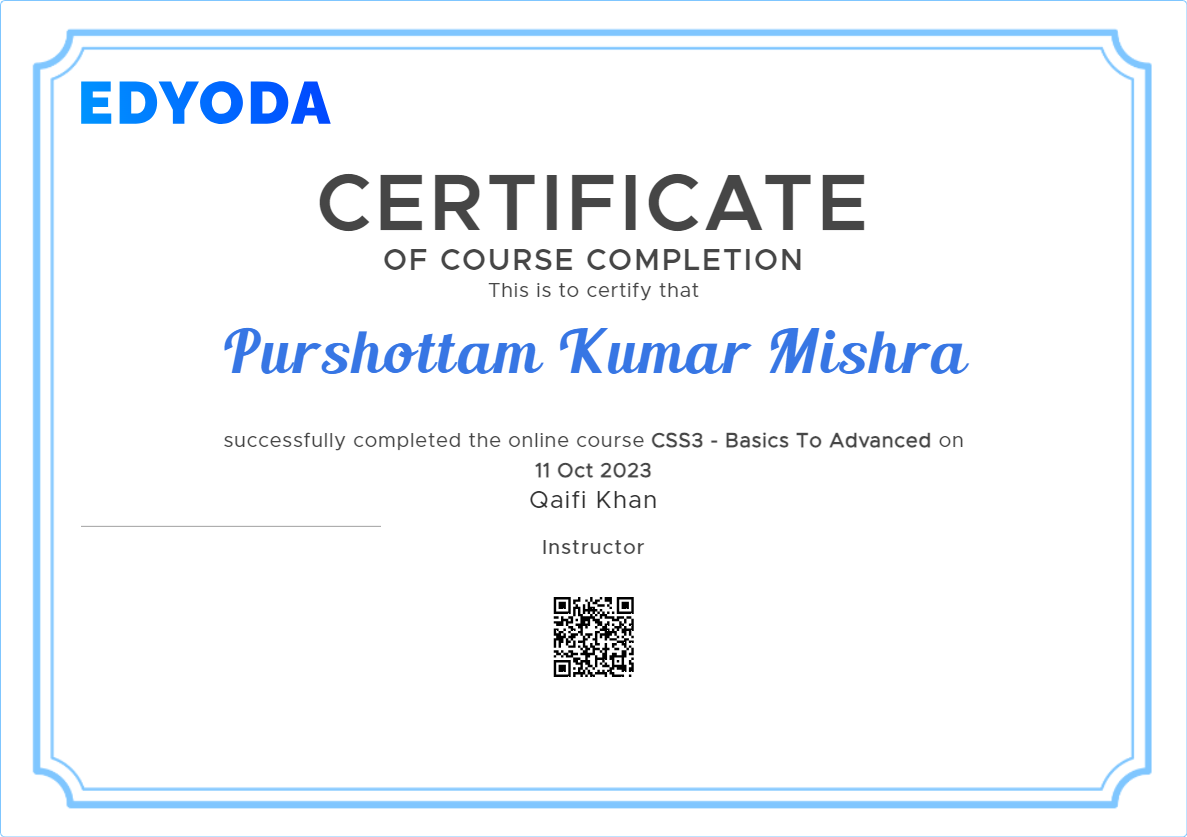 EDYODA
CERTIFICATE
OF COURSE COMPLETION
This is to certify that
Purshottam Kumar Mishra
successfully completed the online course CSS3 - Basics To Advanced on
11 Oct 2023
Qaifi Khan
Instructor